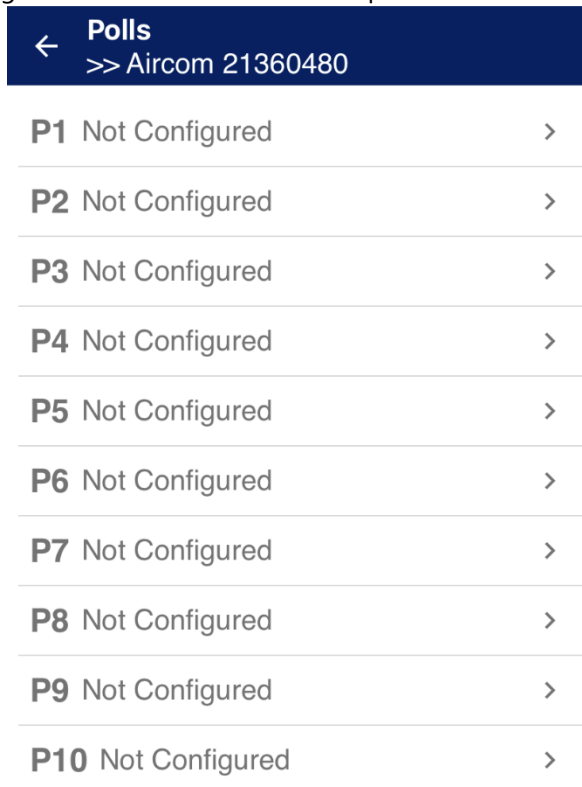 Polls
>> Aircom 21360480
P1 Not Configured
P2 Not Configured
P3 Not Configured
P4 Not Configured
P5 Not Configured
P6 Not Configured
P7 Not Configured
P8 Not Configured
P9 Not Configured
P10 Not Configured